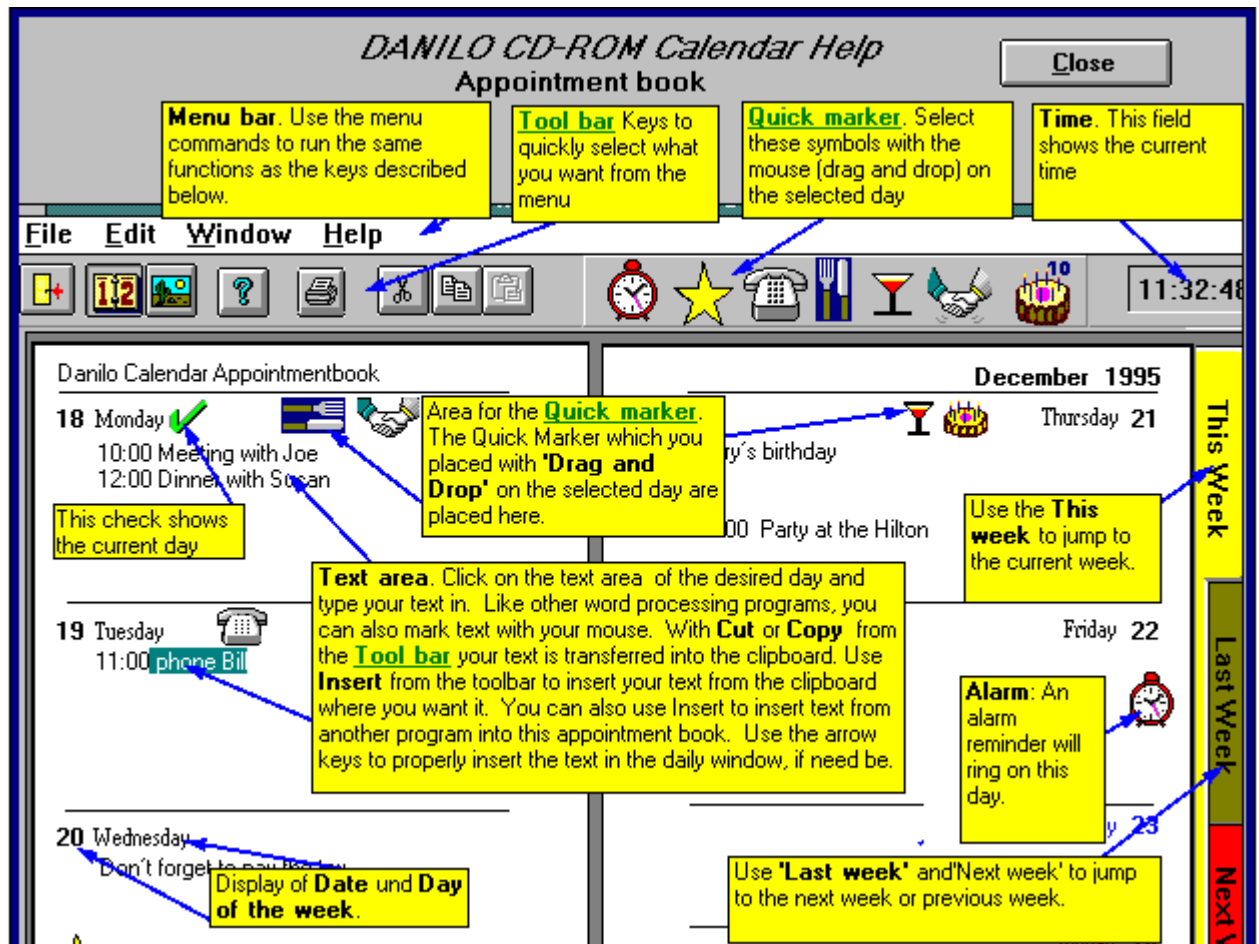 DANILO CD-ROM Calendar Help
Appointment book
Close
Menu bar. Use the menu
commands to run the same
functions as the keys described
below.
Tool bar Keys to
quickly select what
you want from the
menu
Quick marker. Select
these symbols with the
mouse (drag and drop) on
the selected day
Time. This field
shows the current
time
File Edit Window Help
10
11:32:48
Danilo Calendar Appointmentbook
18 Monday
10:00 Meeting with Joe
12:00 Dinner with Susan
This check shows
the current day
Area for the Quick marker.
The Quick Marker which you
placed with 'Drag and
Drop' on the selected day are
placed here.
December 1995
Thursday 21
ry´s birthday
:00 Party at the Hilton
This Week
Use the This
week to jump to
the current week.
Text area. Click on the text area of the desired day and
type your text in. Like other word processing programs, you
can also mark text with your mouse. With Cut or Copy from
the Tool bar your text is transferred into the clipboard. Use
Insert from the toolbar to insert your text from the clipboard
where you want it. You can also use Insert to insert text from
another program into this appointment book. Use the arrow
keys to properly insert the text in the daily window, if need be.
19 Tuesday
11:00 phone Bill
Friday 22
Last Week
Alarm: An
alarm
reminder will
ring on this
day.
20 Wednesday
Don´t forget to pay the
Display of Date und Day
of the week.
y 23
Use 'Last week' and'Next week' to jump
to the next week or previous week.
Next